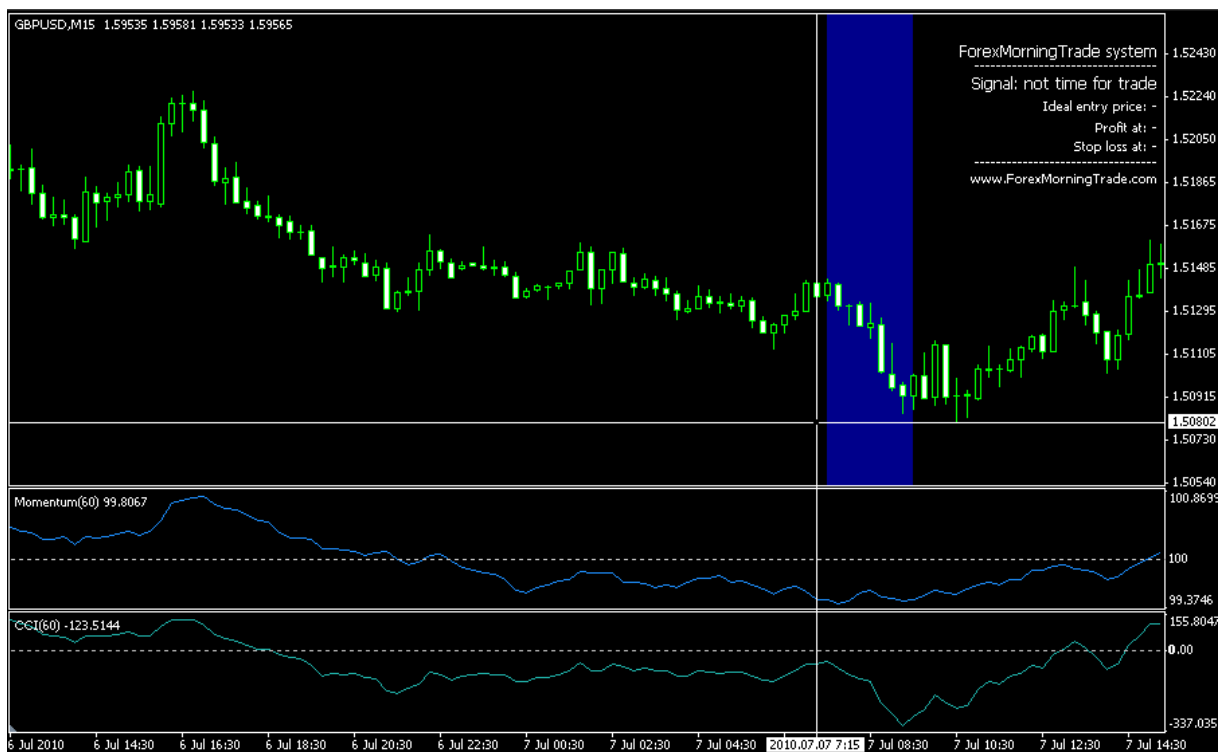 GBPUSD,M15 1.59535 1.59581 1.59533 1.59565
ForexMorningTrade system
Signal: not time for trade
Ideal entry price: -
Profit at: -
Stop loss at: -
www.ForexMorningTrade.com
1.52430
1.52240
1.52050
1.51865
1.51675
1.51485
1.51295
1.51105
1.50915
1.50802
1.50730
1.50540
Momentum(60) 99.8067
100.8699
100
99.3746
CCI(60) -123.5144
155.8047
0.00
-337.035
6 Jul 2010 6 Jul 14:30 6 Jul 16:30 6 Jul 18:30 6 Jul 20:30 6 Jul 22:30 7 Jul 00:30 7 Jul 02:30 7 Jul 04:30 2010.07.07 7:15 7 Jul 08:30 7 Jul 10:30 7 Jul 12:30 7 Jul 14:30